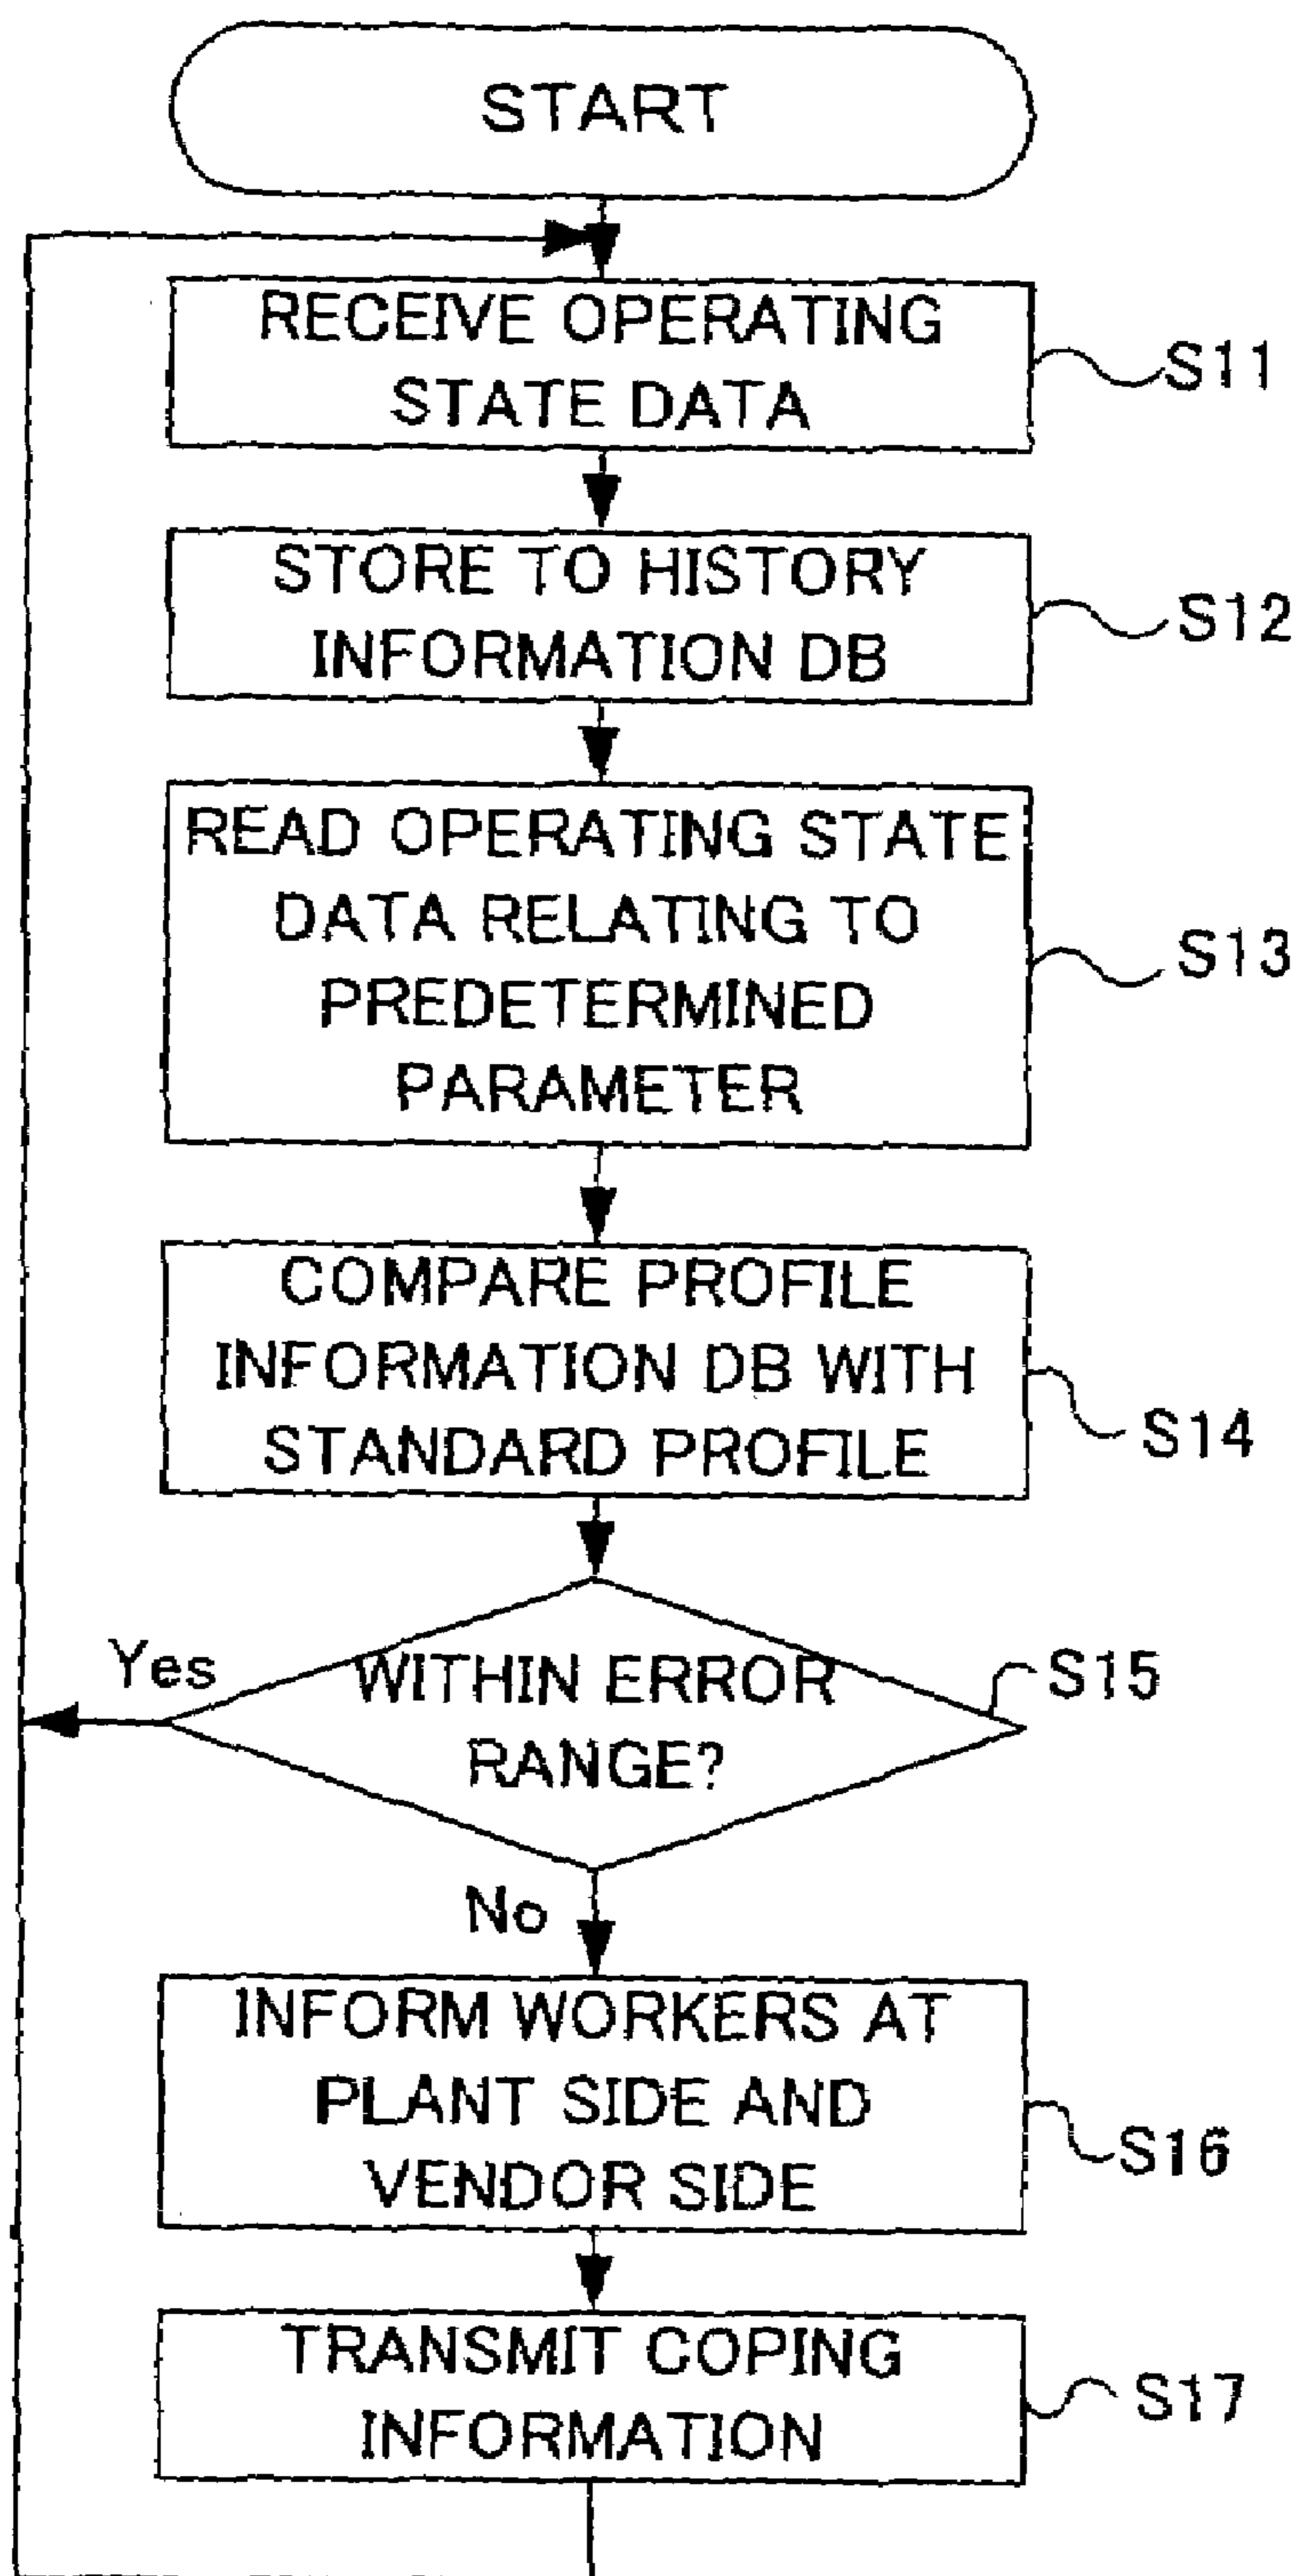 START
RECEIVE OPERATING
STATE DATA
S11
STORE TO HISTORY
INFORMATION DB
S12
READ OPERATING STATE
DATA RELATING TO
PREDETERMINED
PARAMETER
S13
COMPARE PROFILE
INFORMATION DB WITH
STANDARD PROFILE
S14
Yes
WITHIN ERROR
RANGE?
S15
No
INFORM WORKERS AT
PLANT SIDE AND
VENDOR SIDE
S16
TRANSMIT COPING
INFORMATION
S17